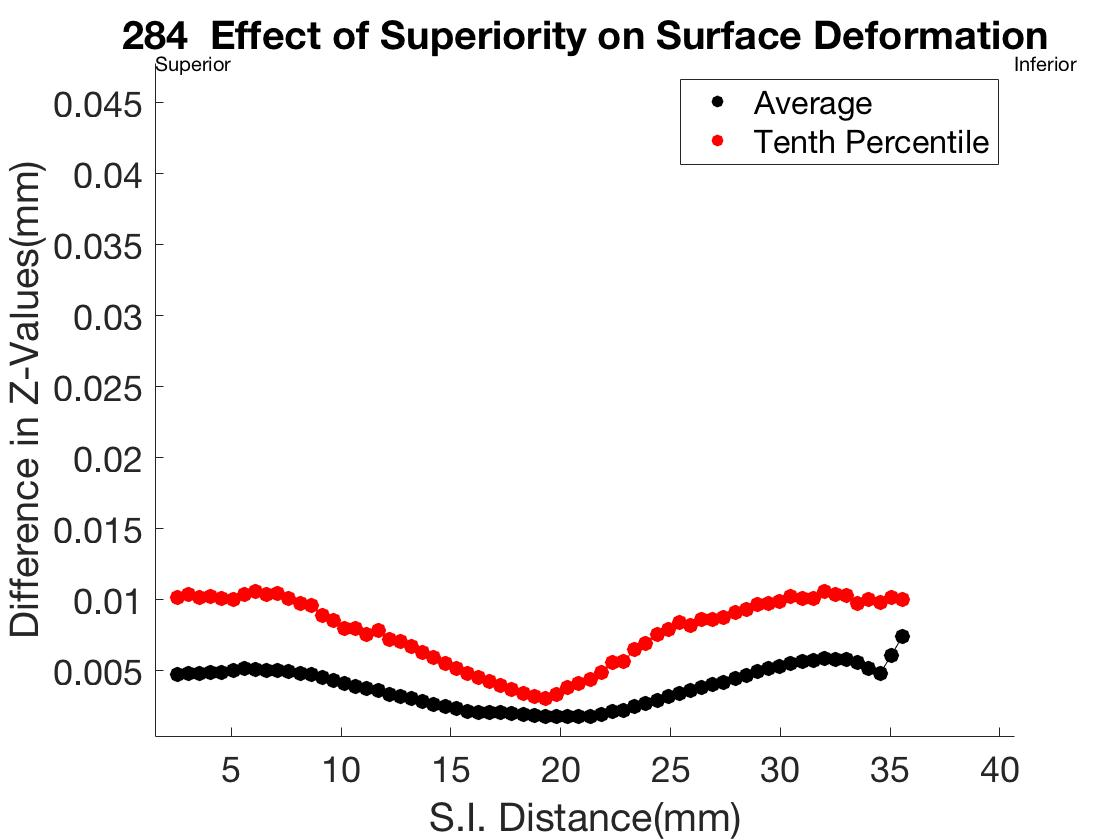 284  Effect of Superiority on Surface Deformation
Superior
Inferior
Average
Tenth Percentile
0.045
0.04
0.035
0.03
0.025
0.02
0.015
0.01
0.005
Difference in Z-Values(mm)
5 10 15 20 25 30 35 40
S.I. Distance(mm)